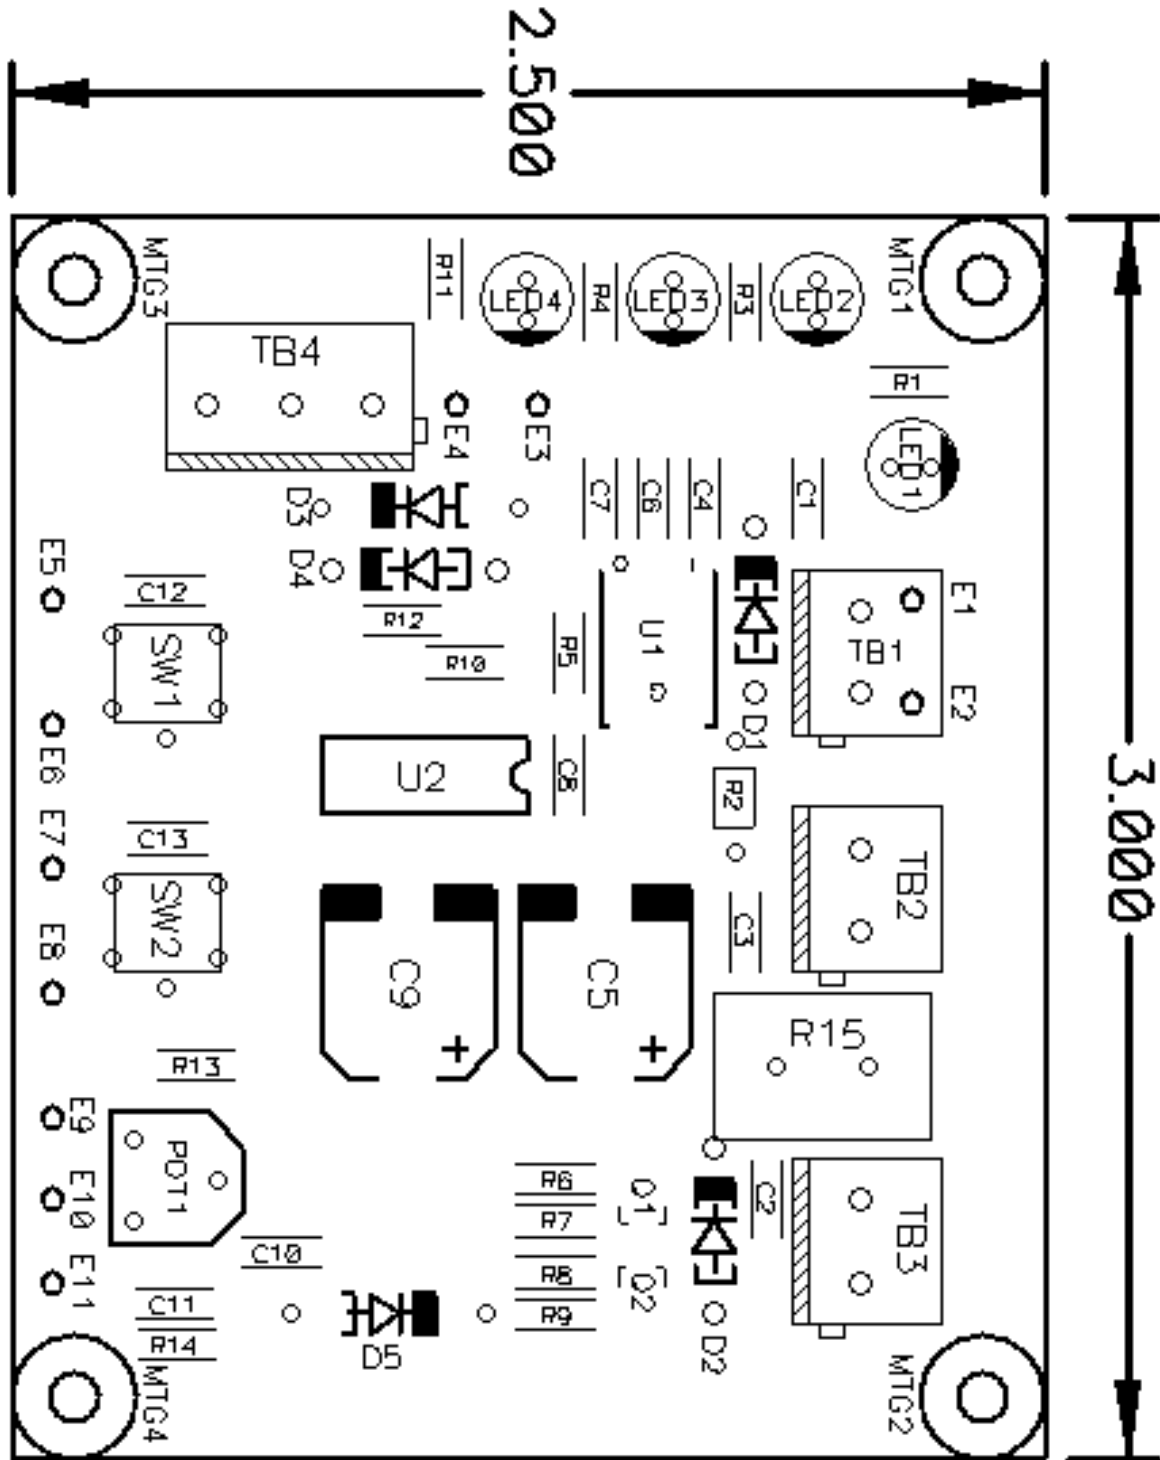 2.500
MTG3
R11
LED4
R4
LED3
R3
LED2
MTG1
TB4
R1
E4
E3
LED1
D3
C7
C6
C4
C1
E5
D4
C12
R12
E1
SW1
R10
R5
U1
G
TB1
E2
D1
E6
U2
C8
R2
3.000
E7
C13
TB2
SW2
E8
C3
C9
C5
R15
R13
E9
POT1
R6
Q1
C2
E10
R7
TB3
C10
E11
R8
Q2
C11
R9
R14
D5
D2
MTG4
MTG2